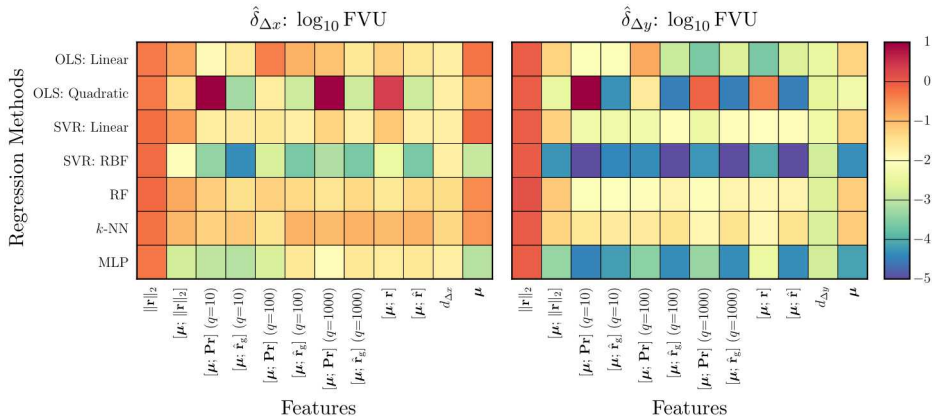 δ̂_Δx: log₁₀ FVU
δ̂_Δy: log₁₀ FVU
Regression Methods
OLS: Linear
OLS: Quadratic
SVR: Linear
SVR: RBF
RF
k-NN
MLP
1
0
−1
−2
−3
−4
−5
‖r‖₂
[μ; ‖r‖₂]
[μ; Pr] (q=10)
[μ; r̂_g] (q=10)
[μ; Pr] (q=100)
[μ; r̂_g] (q=100)
[μ; Pr] (q=1000)
[μ; r̂_g] (q=1000)
[μ; r]
[μ; r̂]
d_Δx
μ
‖r‖₂
[μ; ‖r‖₂]
[μ; Pr] (q=10)
[μ; r̂_g] (q=10)
[μ; Pr] (q=100)
[μ; r̂_g] (q=100)
[μ; Pr] (q=1000)
[μ; r̂_g] (q=1000)
[μ; r]
[μ; r̂]
d_Δy
μ
Features
Features